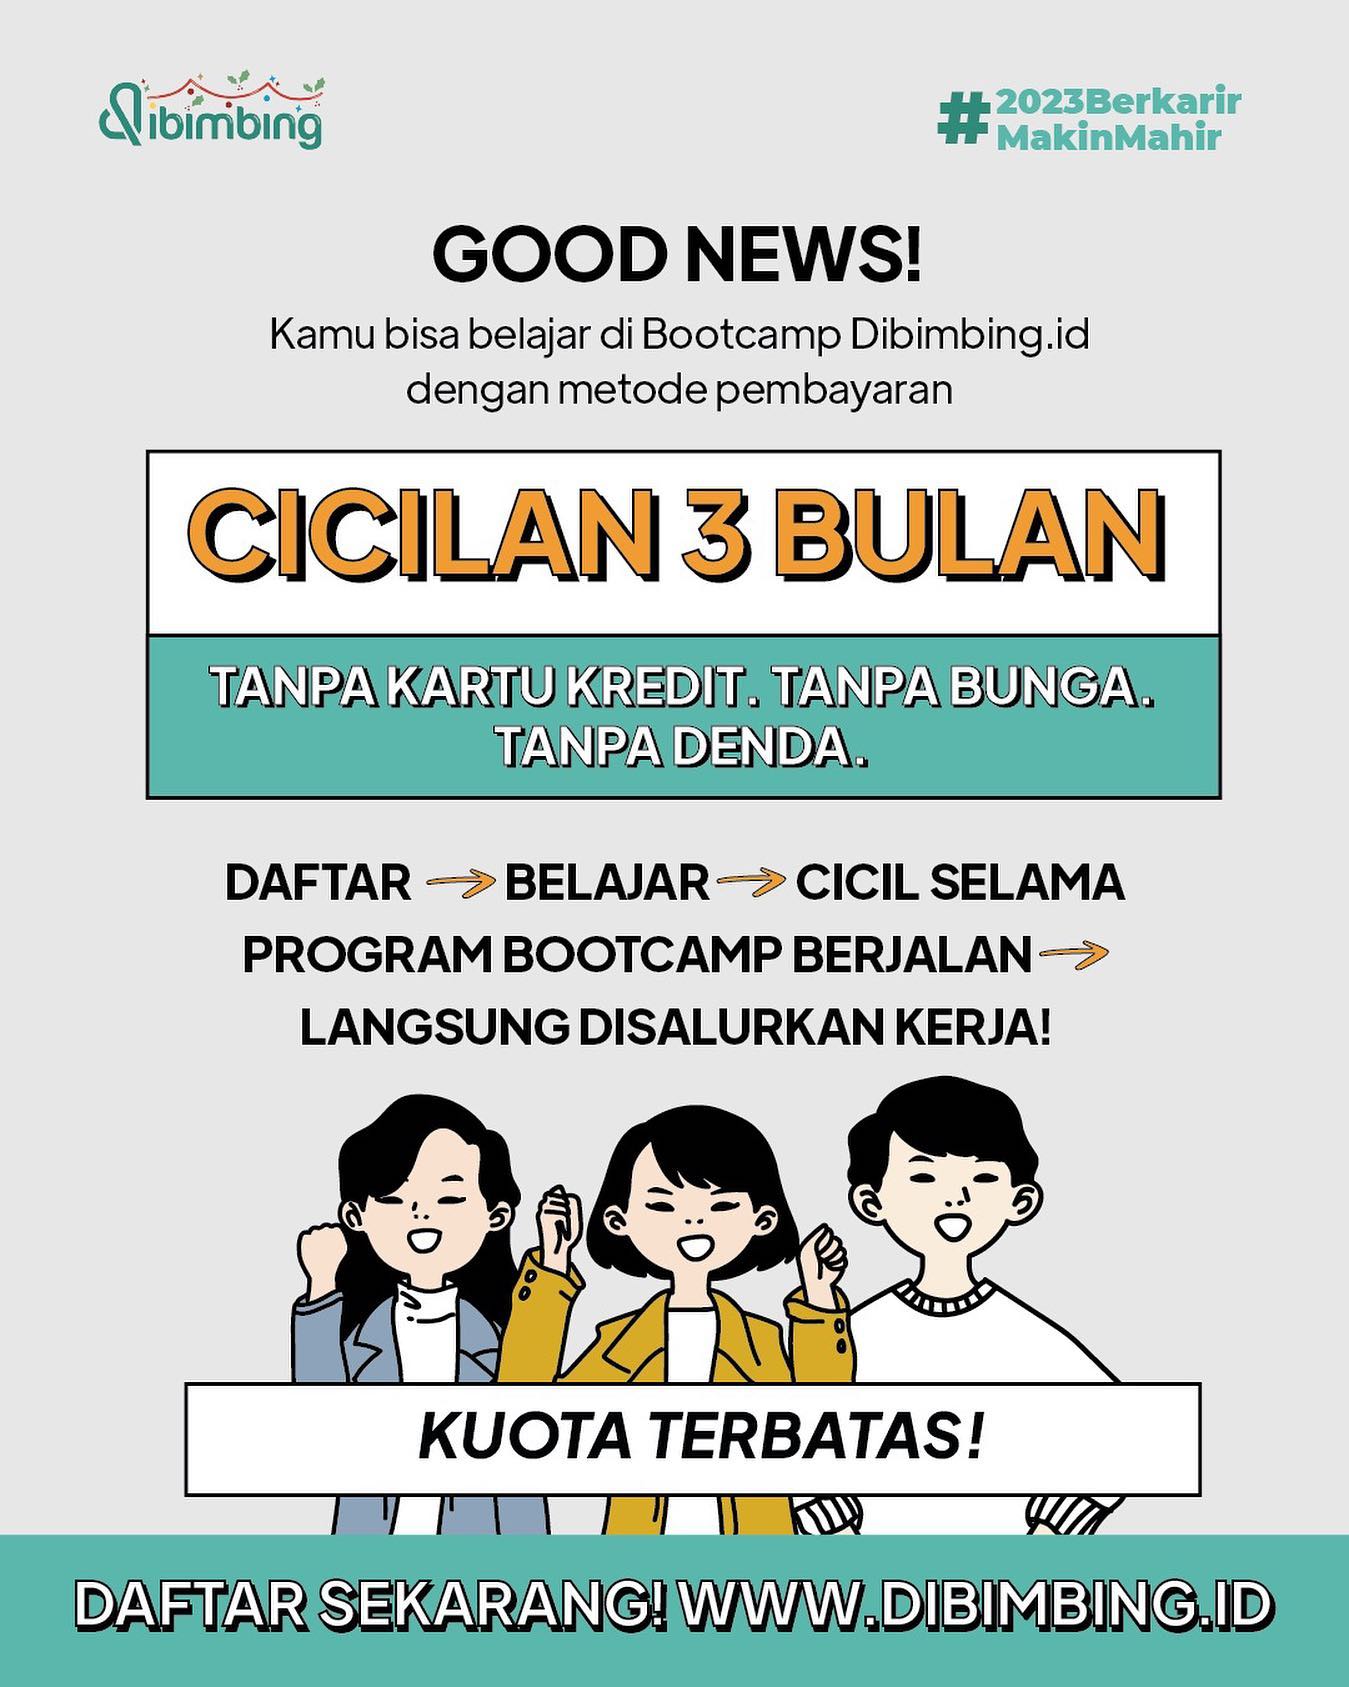 Dibimbing
#2023Berkarir
MakinMahir
GOOD NEWS!
Kamu bisa belajar di Bootcamp Dibimbing.id
dengan metode pembayaran
CICILAN 3 BULAN
TANPA KARTU KREDIT. TANPA BUNGA.
TANPA DENDA.
DAFTAR → BELAJAR → CICIL SELAMA
PROGRAM BOOTCAMP BERJALAN →
LANGSUNG DISALURKAN KERJA!
KUOTA TERBATAS!
DAFTAR SEKARANG! WWW.DIBIMBING.ID